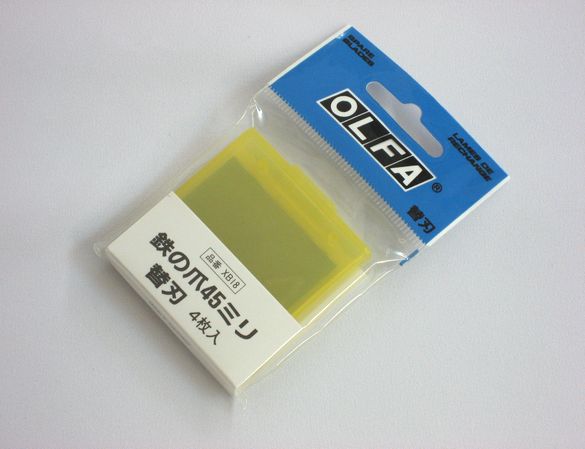 SPARE
BLADES
OLFA®
LAMES DE
RECHANGE
替刃
品番 XB18
鉄の爪45ミリ
替刃 4枚入